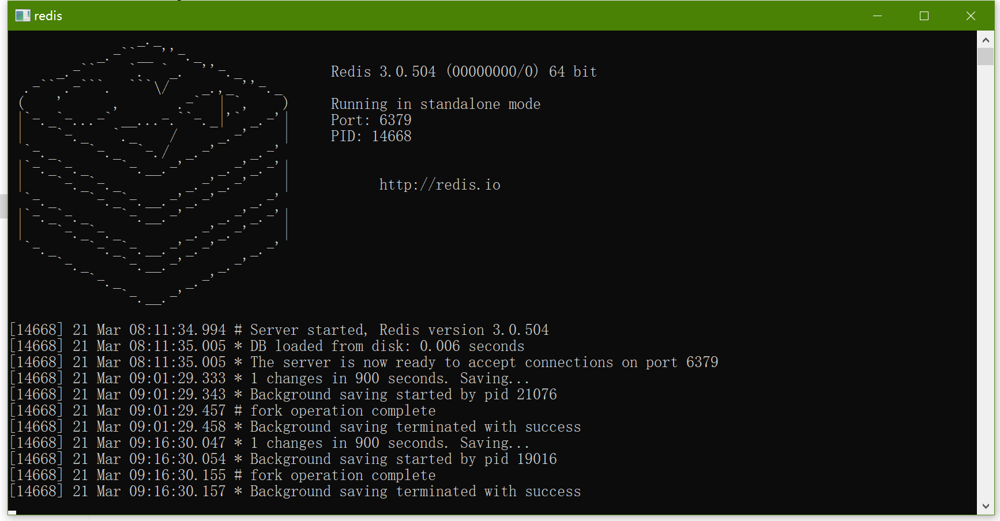 redis
Redis 3.0.504 (00000000/0) 64 bit
Running in standalone mode
Port: 6379
PID: 14668
http://redis.io
[14668] 21 Mar 08:11:34.994 # Server started, Redis version 3.0.504
[14668] 21 Mar 08:11:35.005 * DB loaded from disk: 0.006 seconds
[14668] 21 Mar 08:11:35.005 * The server is now ready to accept connections on port 6379
[14668] 21 Mar 09:01:29.333 * 1 changes in 900 seconds. Saving...
[14668] 21 Mar 09:01:29.343 * Background saving started by pid 21076
[14668] 21 Mar 09:01:29.457 # fork operation complete
[14668] 21 Mar 09:01:29.458 * Background saving terminated with success
[14668] 21 Mar 09:16:30.047 * 1 changes in 900 seconds. Saving...
[14668] 21 Mar 09:16:30.054 * Background saving started by pid 19016
[14668] 21 Mar 09:16:30.155 # fork operation complete
[14668] 21 Mar 09:16:30.157 * Background saving terminated with success